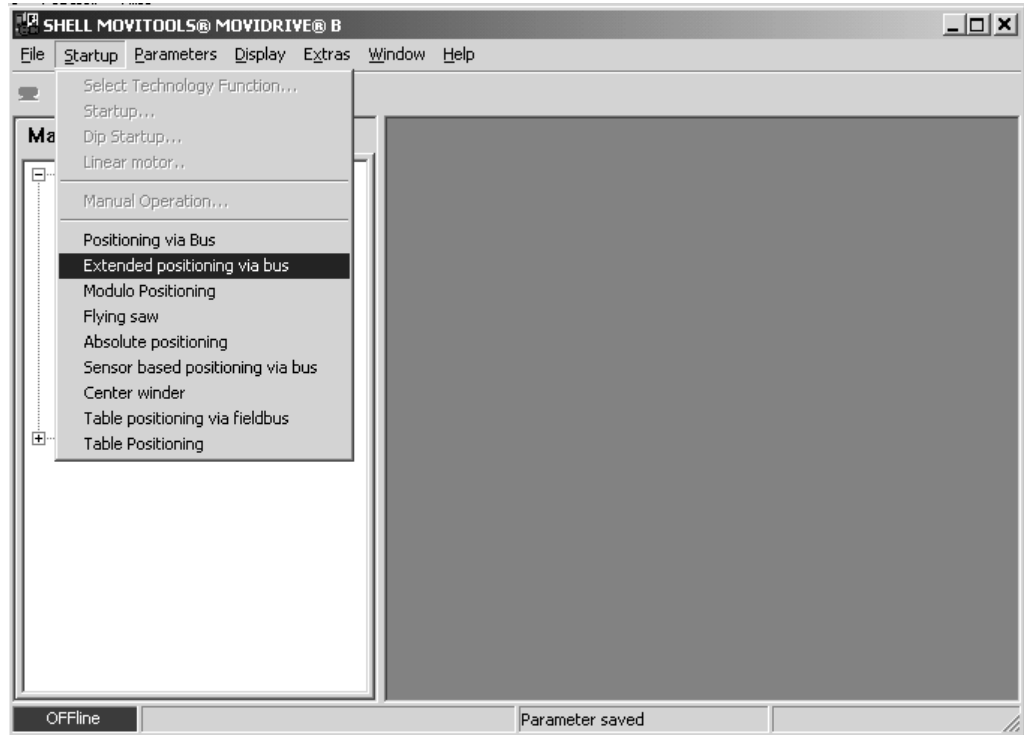 SHELL MOVITOOLS® MOVIDRIVE® B
File Startup Parameters Display Extras Window Help
Select Technology Function...
Startup...
Ma
Dip Startup...
Linear motor..
Manual Operation...
Positioning via Bus
Extended positioning via bus
Modulo Positioning
Flying saw
Absolute positioning
Sensor based positioning via bus
Center winder
Table positioning via fieldbus
Table Positioning
OFFline Parameter saved